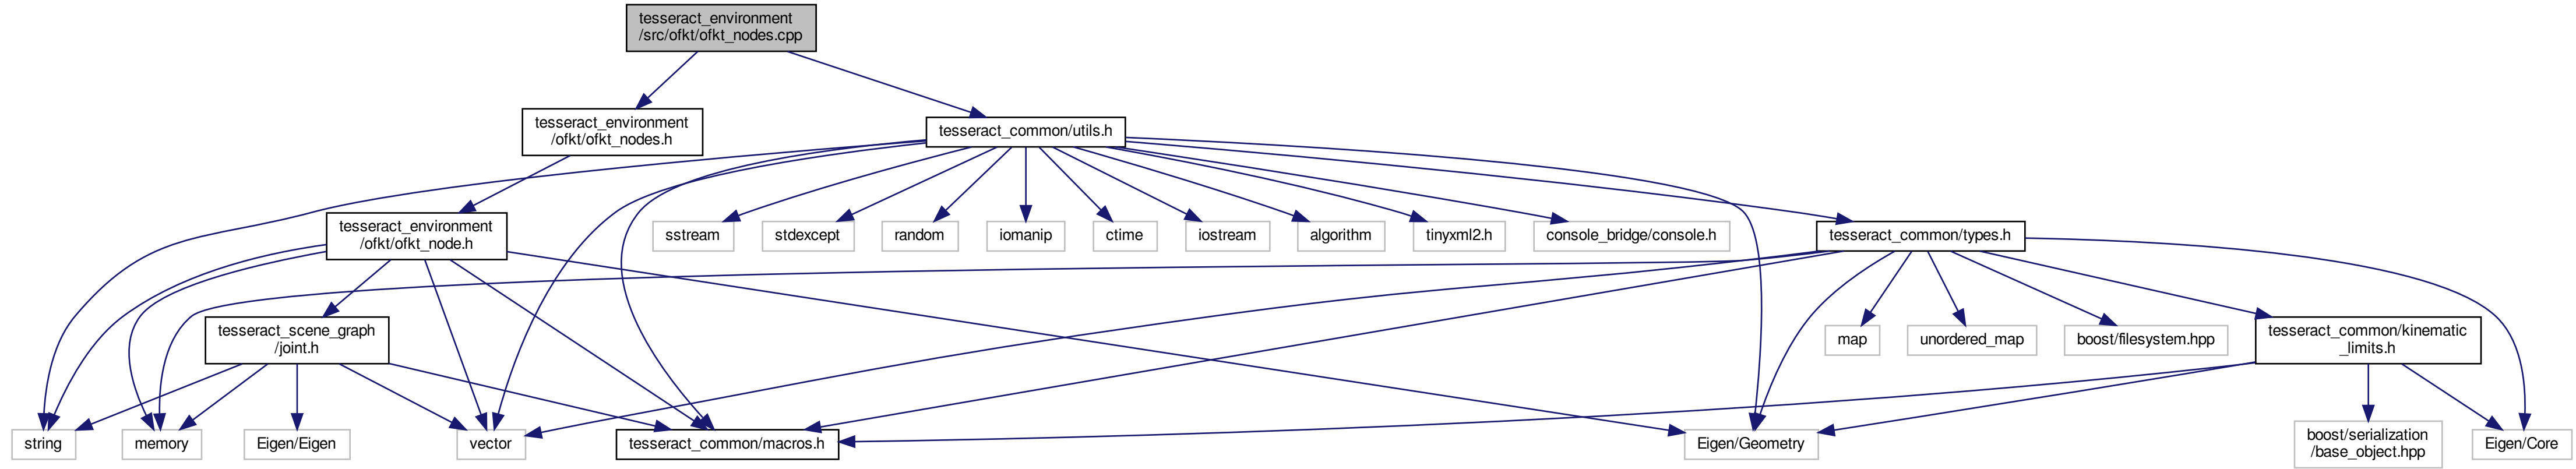 tesseract_environment
/src/ofkt/ofkt_nodes.cpp
tesseract_environment
/ofkt/ofkt_nodes.h
tesseract_common/utils.h
tesseract_environment
/ofkt/ofkt_node.h
sstream
stdexcept
random
iomanip
ctime
iostream
algorithm
tinyxml2.h
console_bridge/console.h
tesseract_common/types.h
tesseract_scene_graph
/joint.h
map
unordered_map
boost/filesystem.hpp
tesseract_common/kinematic
_limits.h
string
memory
Eigen/Eigen
vector
tesseract_common/macros.h
Eigen/Geometry
boost/serialization
/base_object.hpp
Eigen/Core